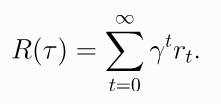 R(τ) = ∑_{t=0}^{∞} γ^t r_t.